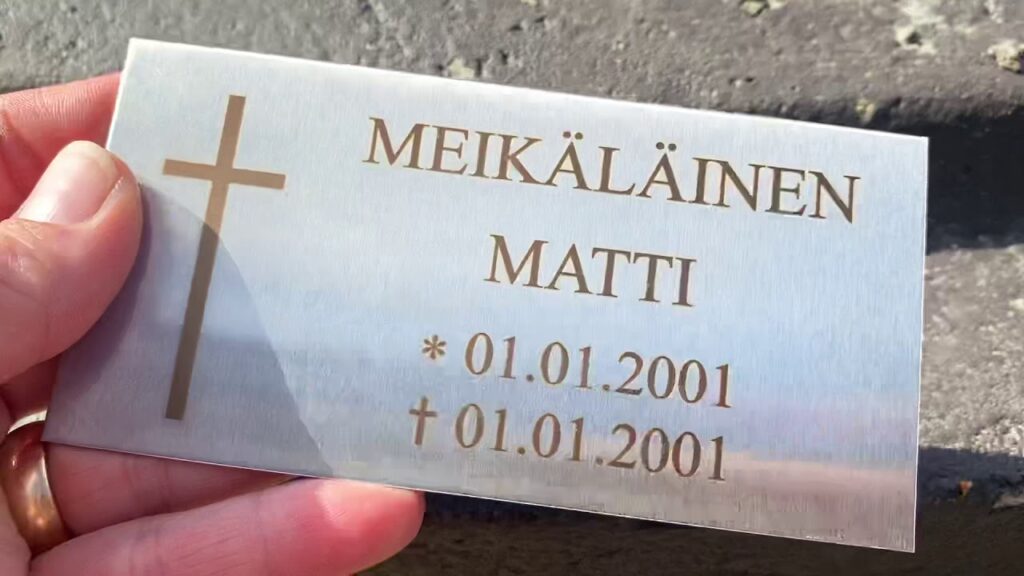 MEIKÄLÄINEN
MATTI
* 01.01.2001
† 01.01.2001